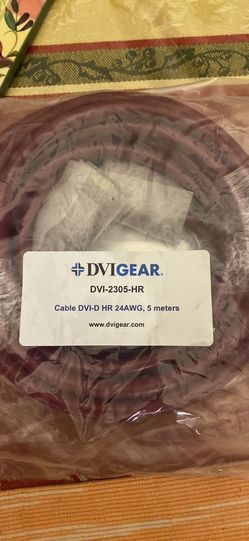 DVIGEAR®
DVI-2305-HR
Cable DVI-D HR 24AWG, 5 meters
www.dvigear.com